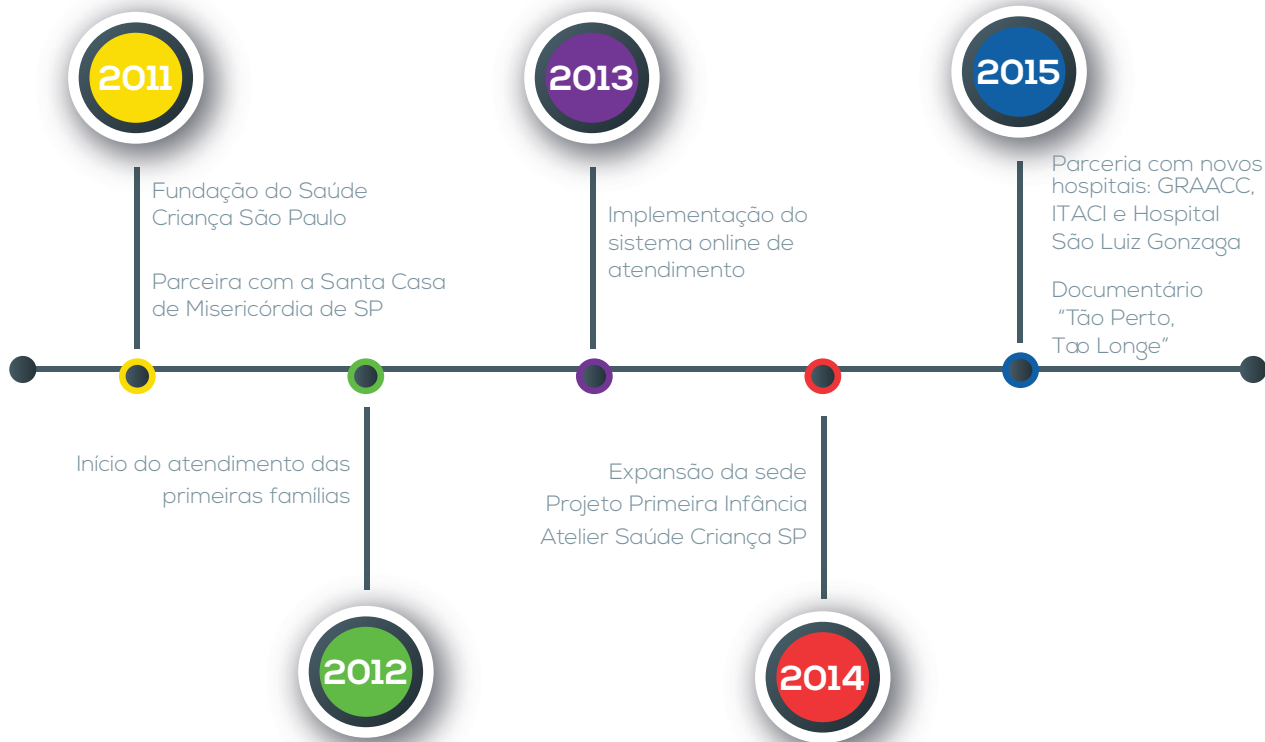 2011
Fundação do Saúde
Criança São Paulo
Parceira com a Santa Casa
de Misericórdia de SP
2012
Início do atendimento das
primeiras famílias
2013
Implementação do
sistema online de
atendimento
2014
Expansão da sede
Projeto Primeira Infância
Atelier Saúde Criança SP
2015
Parceria com novos
hospitais: GRAACC,
ITACI e Hospital
São Luiz Gonzaga
Documentário
"Tão Perto,
Tao Longe"